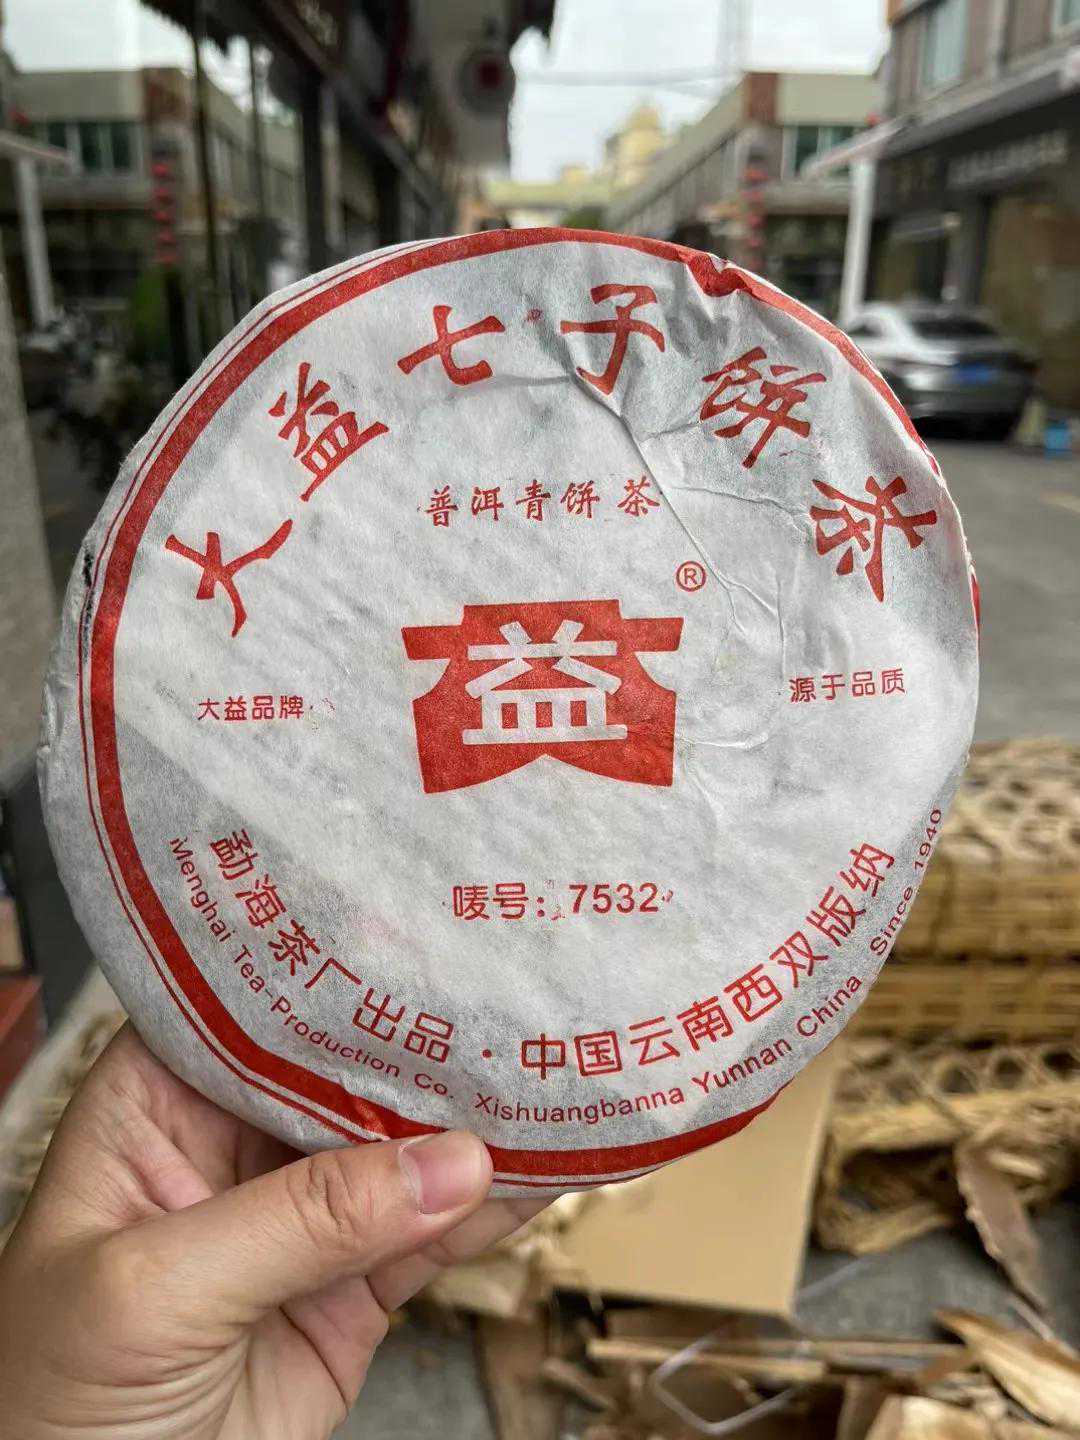 大益七子饼茶
普洱青饼茶
®
益
大益品牌
源于品质
唛号：7532
勐海茶厂出品·中国云南西双版纳
Menghai Tea-Production Co. Xishuangbanna Yunnan China Since 1940